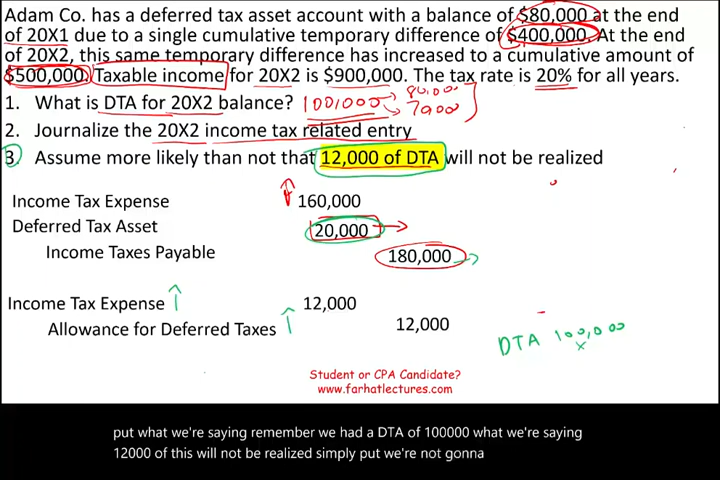 Adam Co. has a deferred tax asset account with a balance of $80,000 at the end
of 20X1 due to a single cumulative temporary difference of $400,000. At the end
of 20X2, this same temporary difference has increased to a cumulative amount of
$500,000. Taxable income for 20X2 is $900,000. The tax rate is 20% for all years.
1. What is DTA for 20X2 balance? 100,000 80,000
2. Journalize the 20X2 income tax related entry
3. Assume more likely than not that 12,000 of DTA will not be realized
Income Tax Expense 160,000
Deferred Tax Asset 20,000
Income Taxes Payable 180,000
Income Tax Expense 12,000
Allowance for Deferred Taxes 12,000
DTA 100,000
Student or CPA Candidate?
www.farhatlectures.com
put what we're saying remember we had a DTA of 100000 what we're saying
12000 of this will not be realized simply put we're not gonna